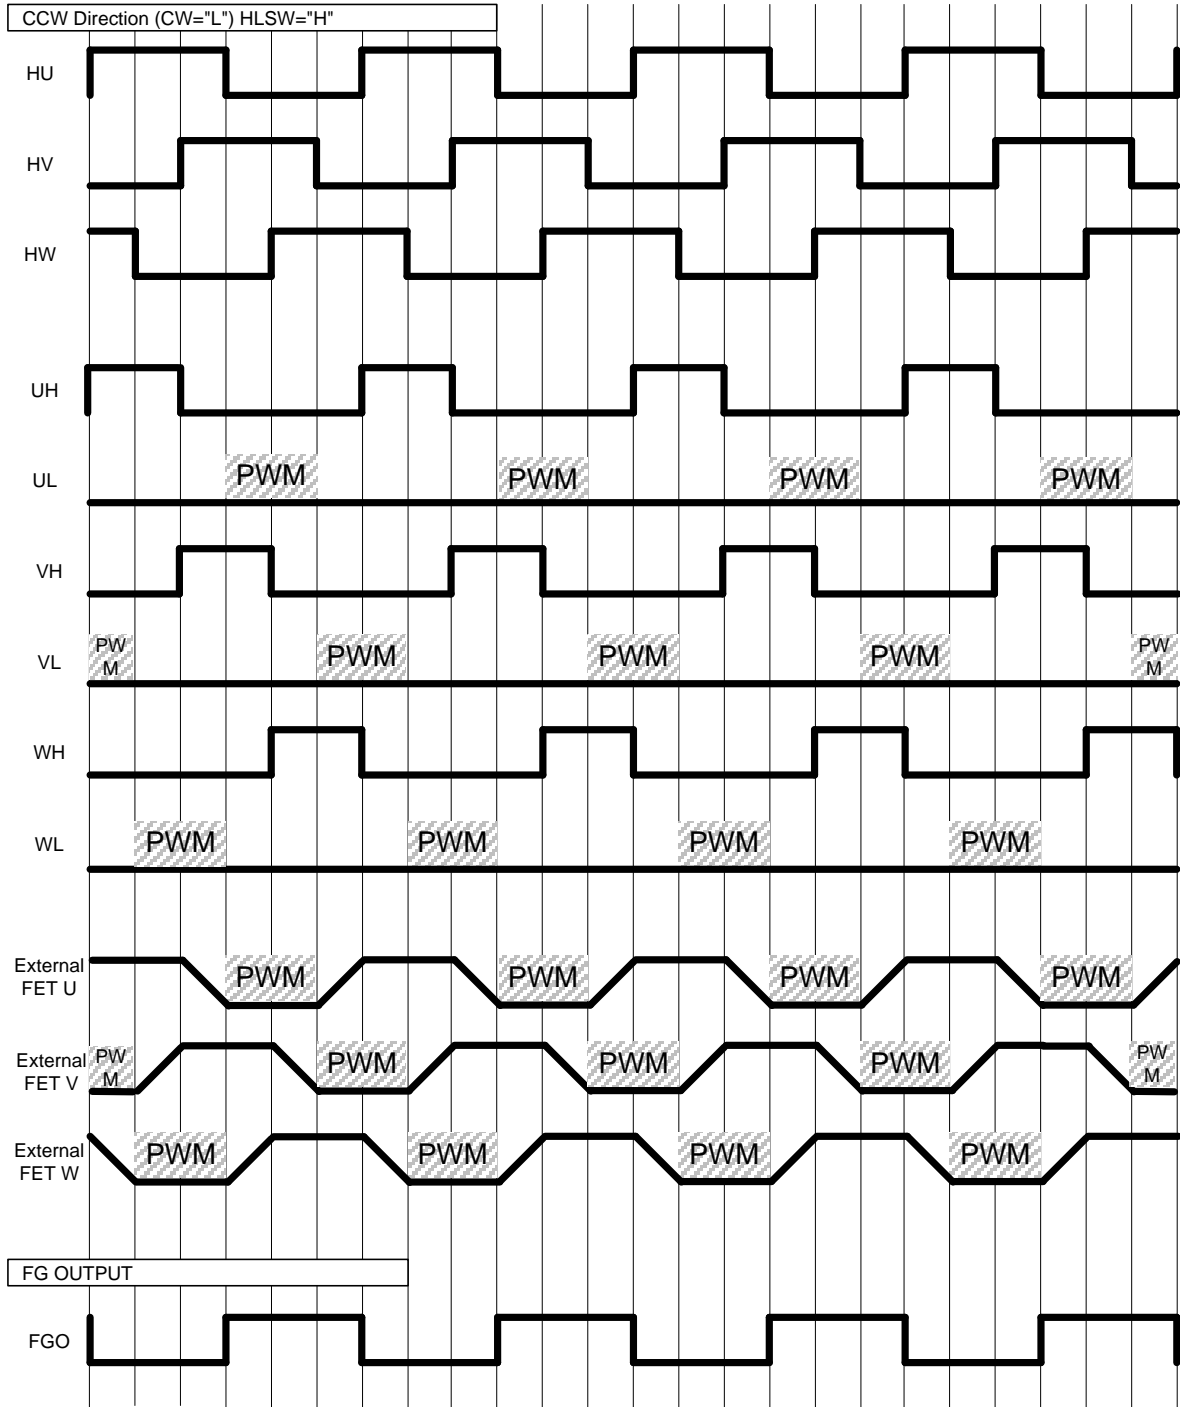 CCW Direction (CW="L") HLSW="H"
HU
HV
HW
UH
UL
PWM PWM PWM PWM
VH
VL
PW
M
PWM PWM PWM
PW
M
WH
WL
PWM PWM PWM PWM
External
FET U
PWM PWM PWM PWM
External
FET V
PW
M
PWM PWM PWM
PW
M
External
FET W
PWM PWM PWM PWM
FG OUTPUT
FGO